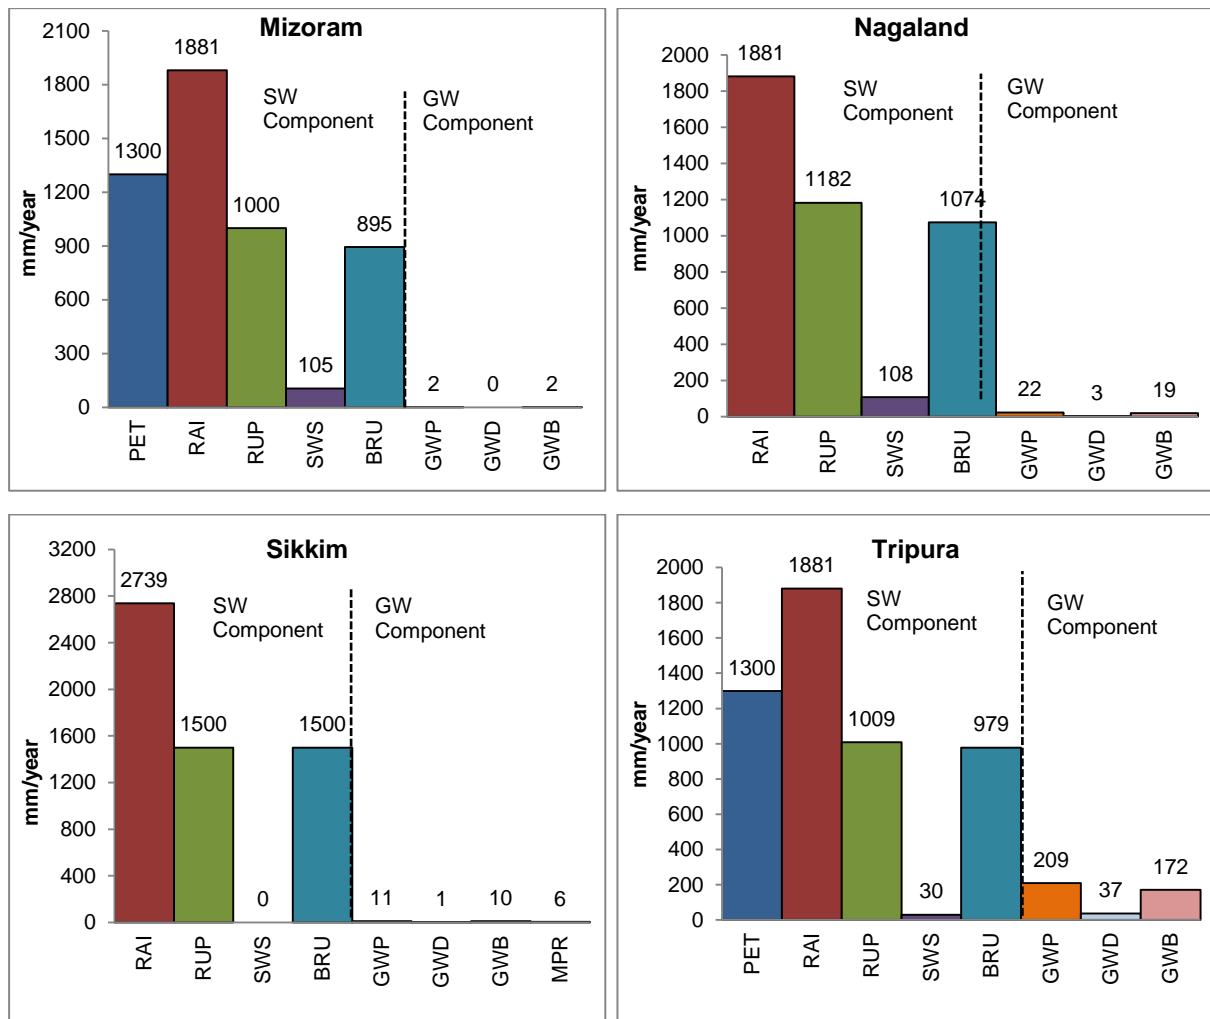 Mizoram
mm/year
2100
1800
1500
1200
900
600
300
0
1300
1881
1000
105
895
2
0
2
SW
Component
GW
Component
PET
RAI
RUP
SWS
BRU
GWP
GWD
GWB
Nagaland
mm/year
2000
1800
1600
1400
1200
1000
800
600
400
200
0
1881
1182
108
1074
22
3
19
SW
Component
GW
Component
RAI
RUP
SWS
BRU
GWP
GWD
GWB
Sikkim
mm/year
3200
2800
2400
2000
1600
1200
800
400
0
2739
1500
0
1500
11
1
10
6
SW
Component
GW
Component
RAI
RUP
SWS
BRU
GWP
GWD
GWB
MPR
Tripura
mm/year
2000
1800
1600
1400
1200
1000
800
600
400
200
0
1300
1881
1009
30
979
209
37
172
SW
Component
GW
Component
PET
RAI
RUP
SWS
BRU
GWP
GWD
GWB